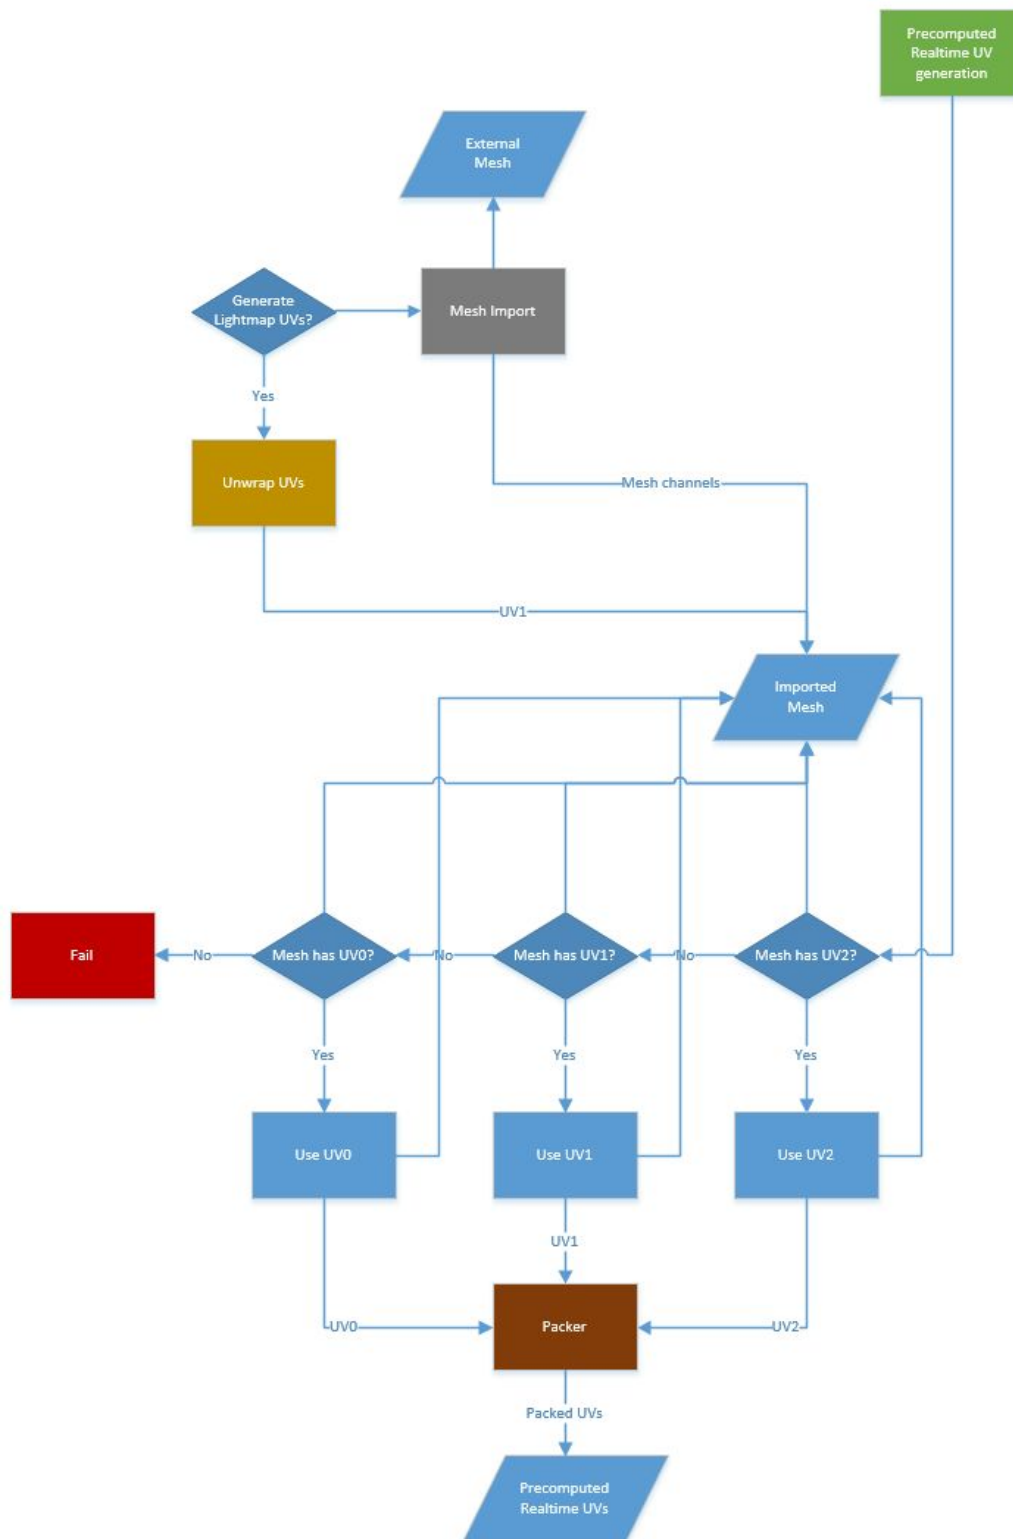 Precomputed
Realtime UV
generation
External
Mesh
Generate
Lightmap UVs?
Mesh Import
Yes
Unwrap UVs
Mesh channels
UV1
Imported
Mesh
Fail
No
Mesh has UV0?
No
Mesh has UV1?
No
Mesh has UV2?
Yes
Yes
Yes
Use UV0
Use UV1
Use UV2
UV1
UV0
Packer
UV2
Packed UVs
Precomputed
Realtime UVs